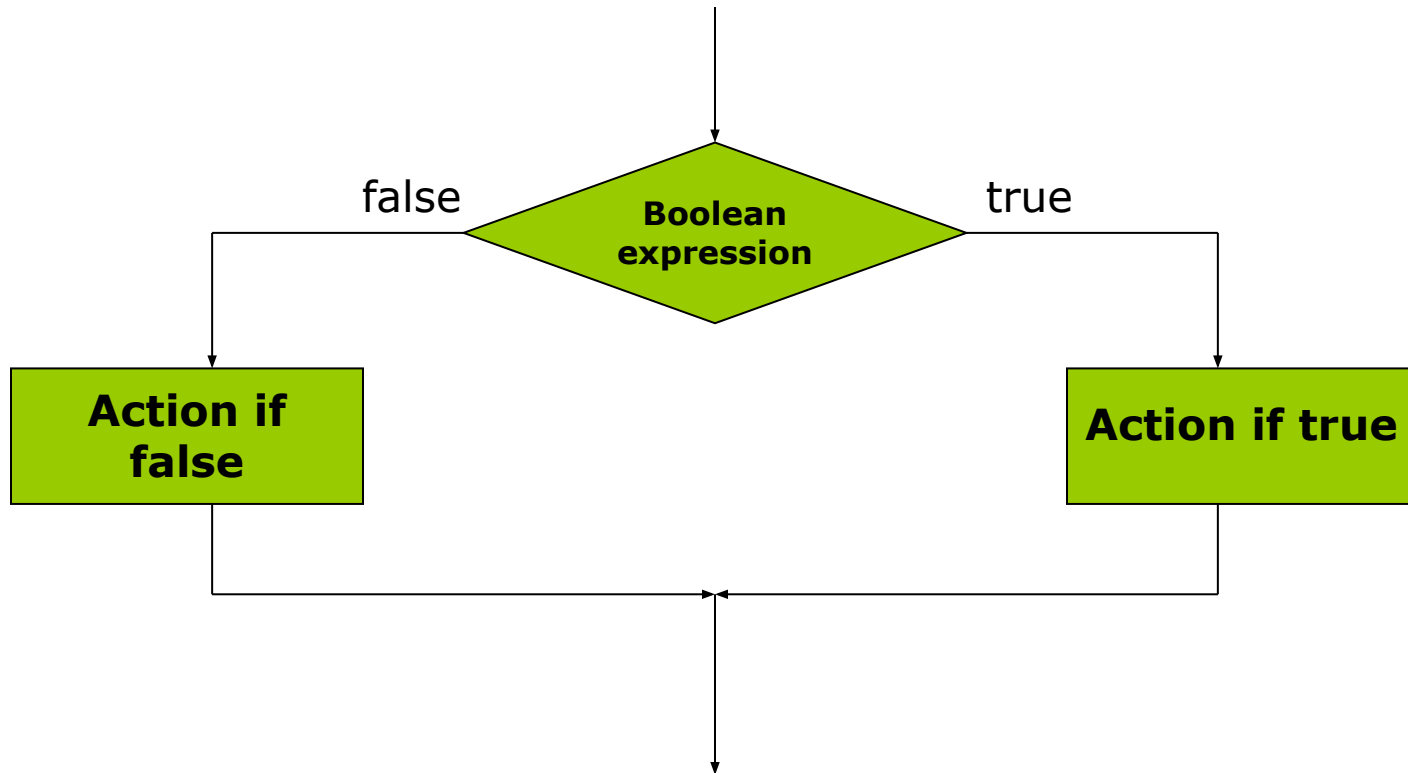 false
true
Boolean
expression
Action if
false
Action if true